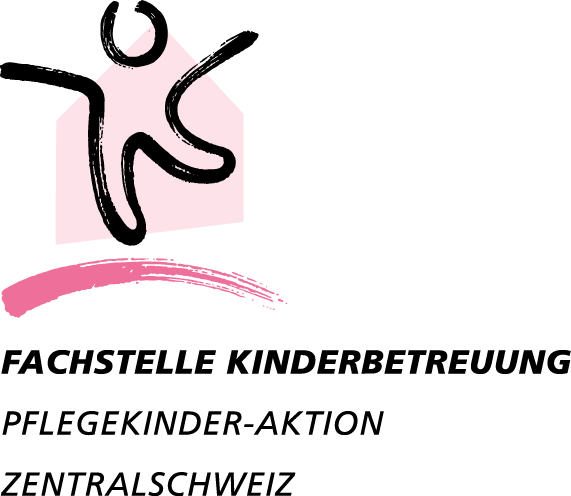 FACHSTELLE KINDERBETREUUNG
PFLEGEKINDER-AKTION
ZENTRALSCHWEIZ